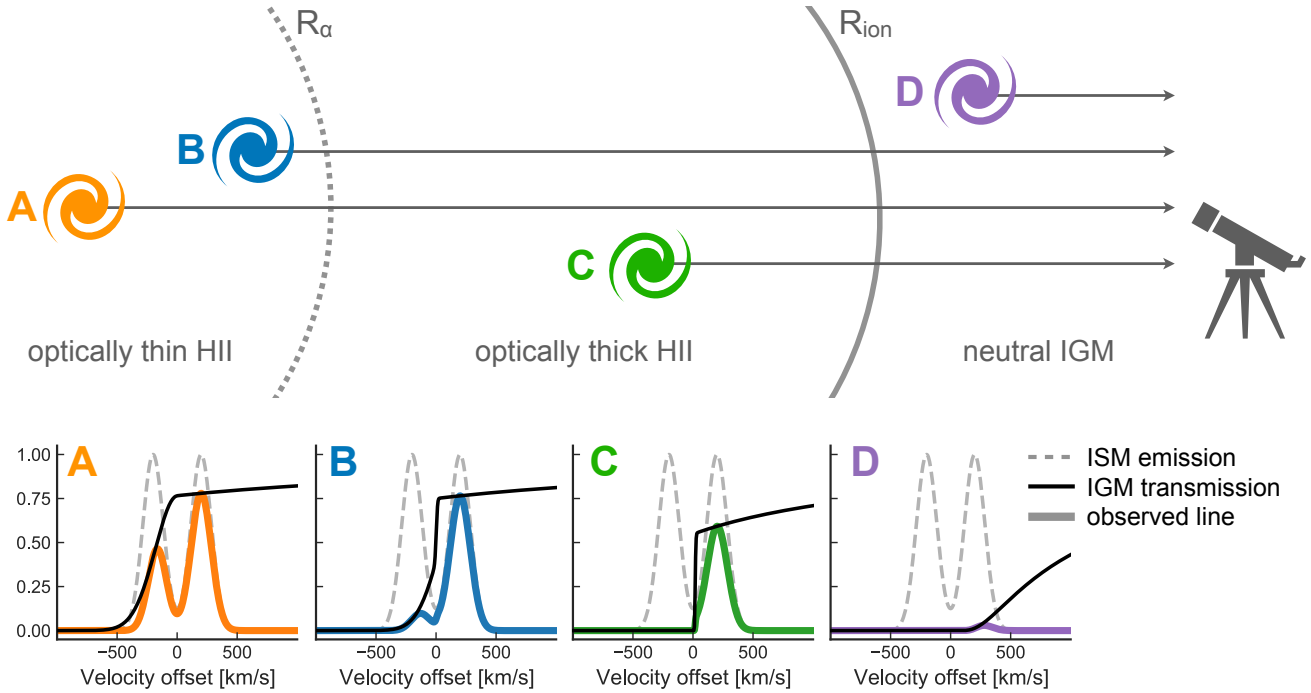 R_α
R_ion
D
B
A
C
optically thin HII
optically thick HII
neutral IGM
A
B
C
D
1.00
0.75
0.50
0.25
0.00
ISM emission
IGM transmission
observed line
−500 0 500
−500 0 500
−500 0 500
−500 0 500
Velocity offset [km/s]
Velocity offset [km/s]
Velocity offset [km/s]
Velocity offset [km/s]